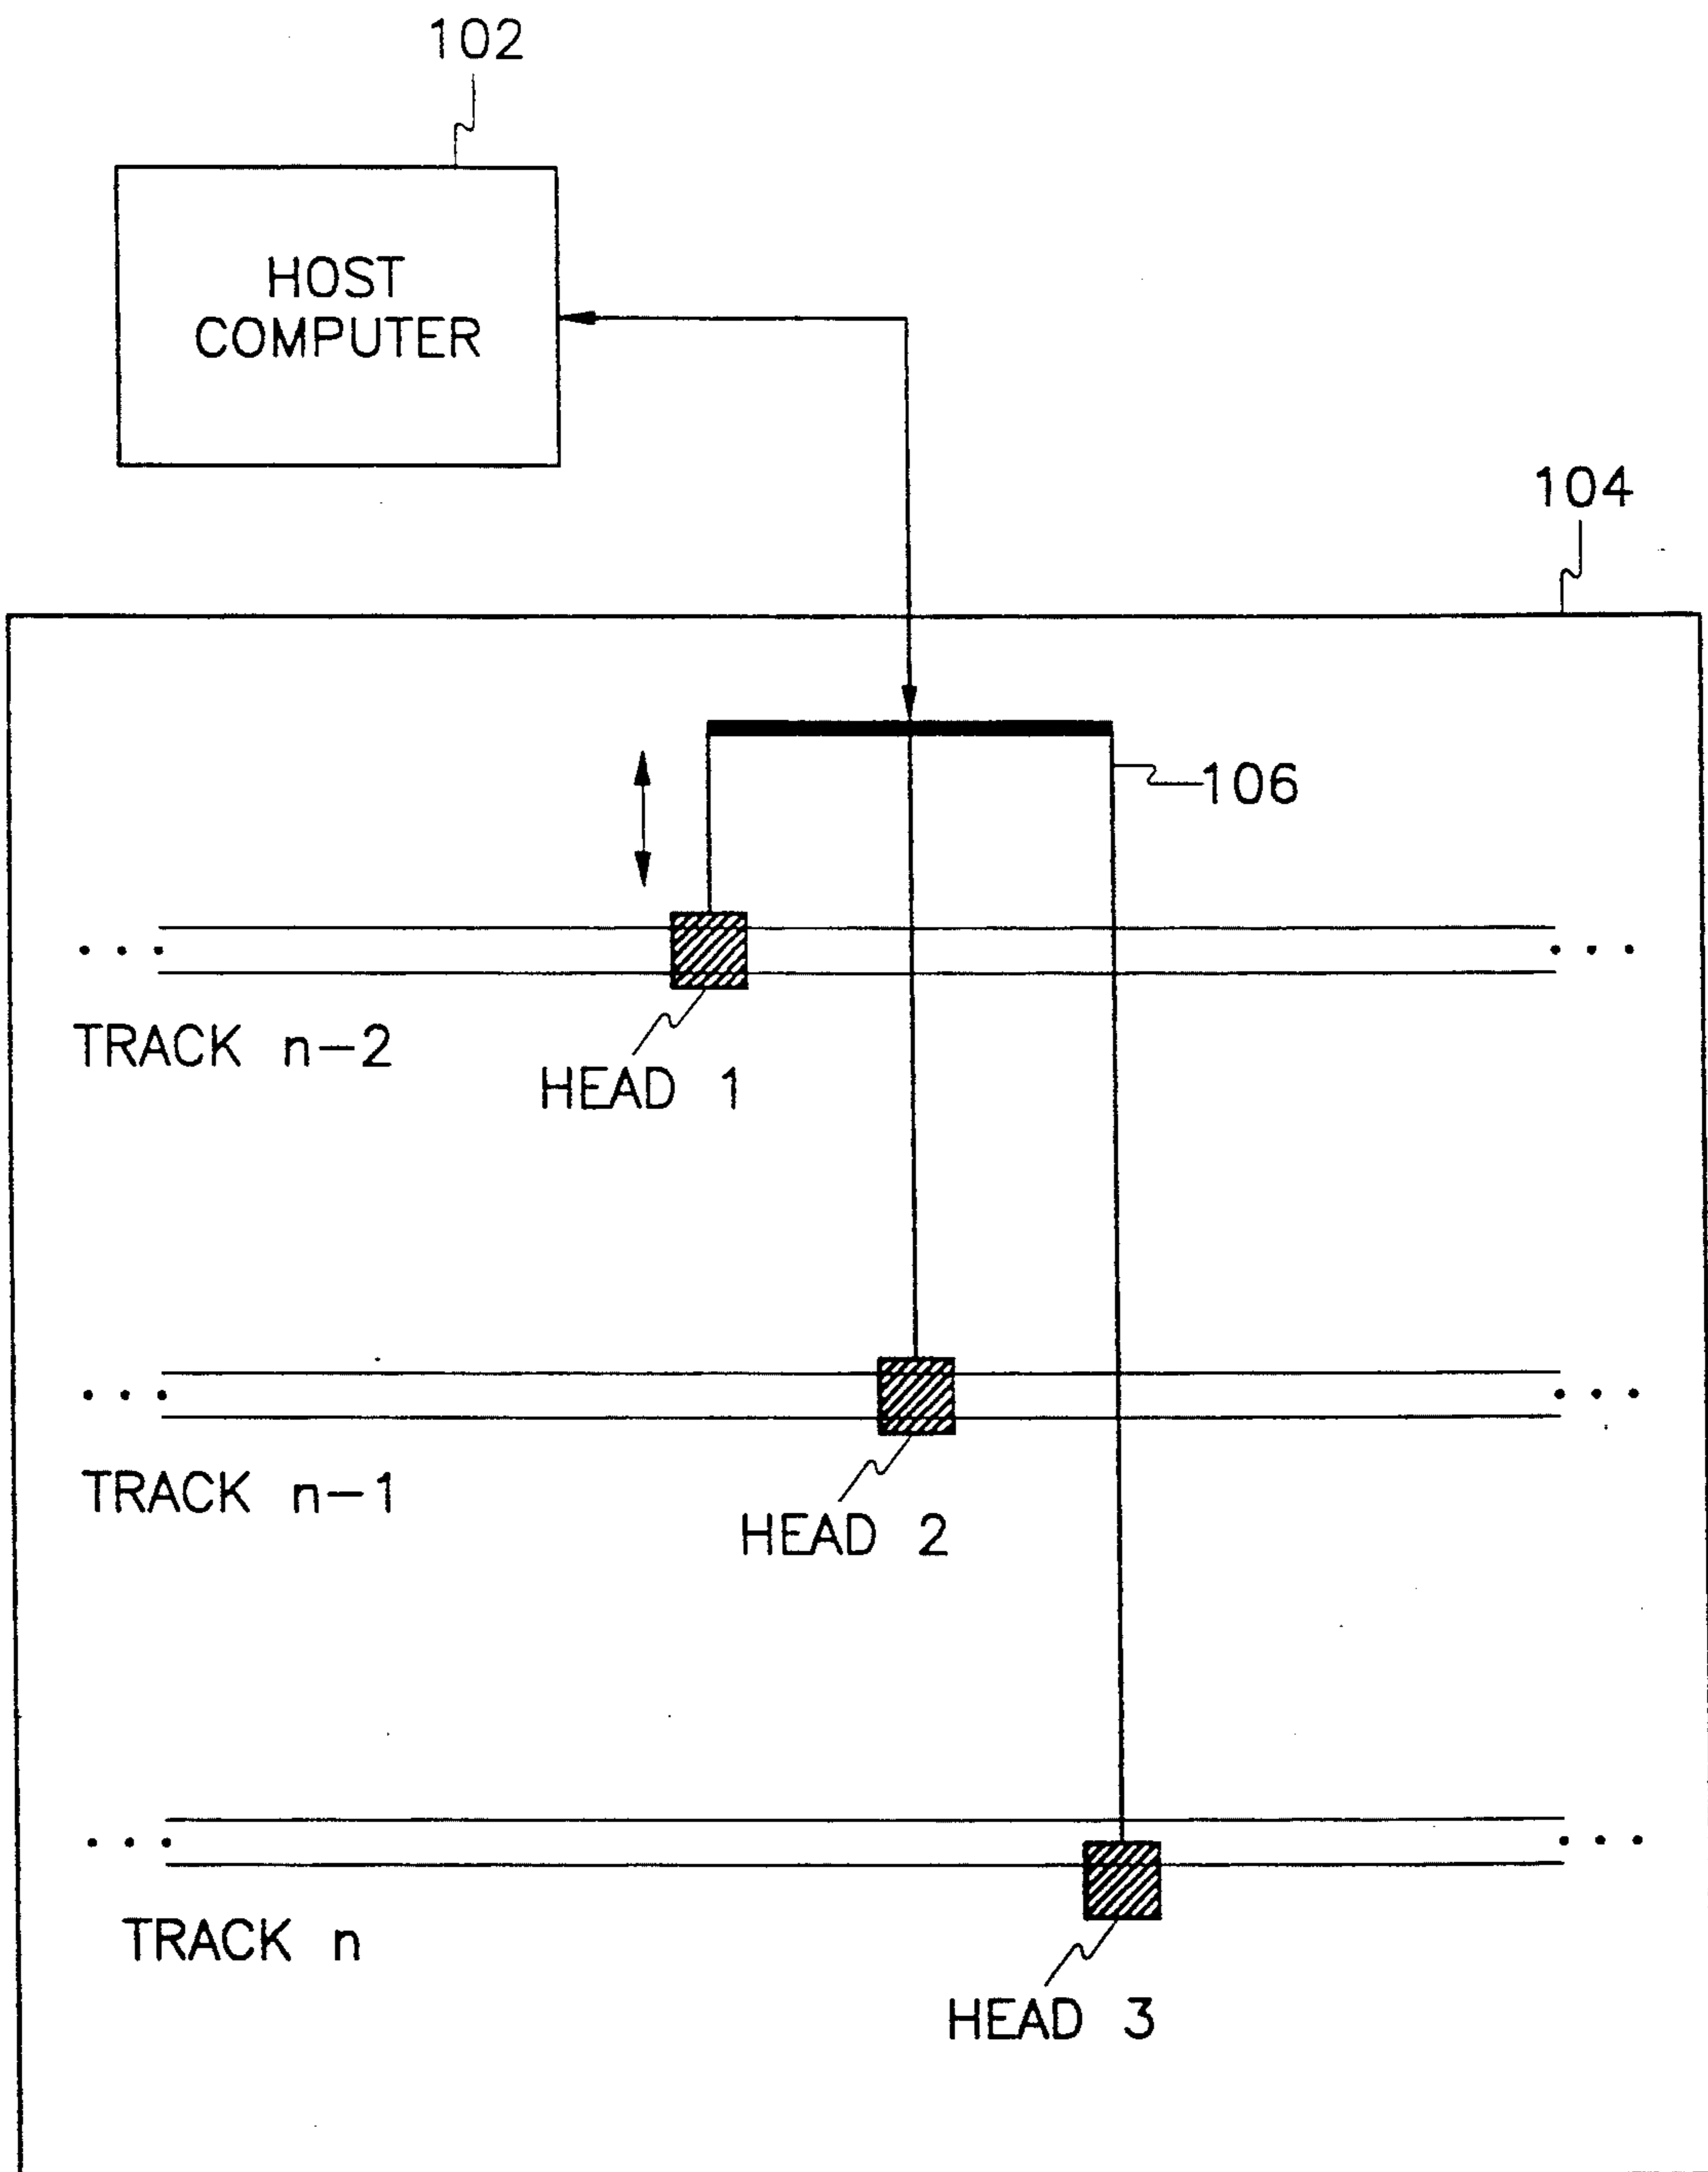 102
HOST
COMPUTER
104
106
TRACK n-2
HEAD 1
TRACK n-1
HEAD 2
TRACK n
HEAD 3